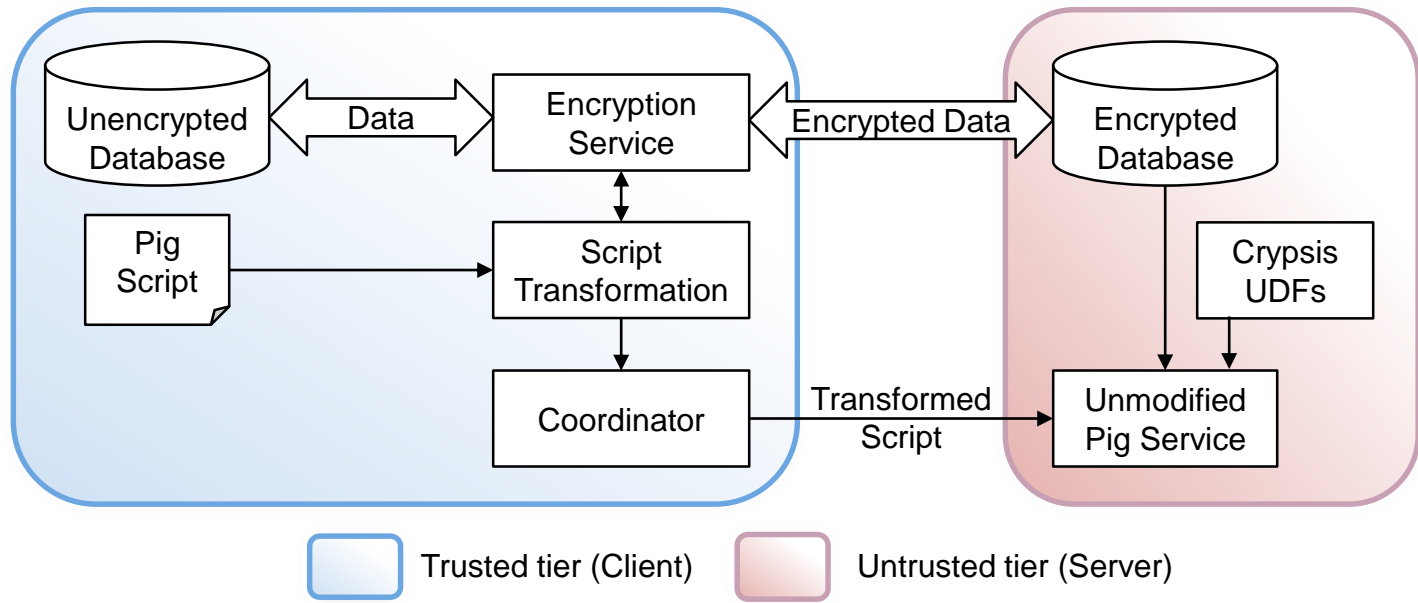 Unencrypted
Database
Data
Encryption
Service
Encrypted Data
Encrypted
Database
Pig
Script
Script
Transformation
Crypsis
UDFs
Coordinator
Transformed
Script
Unmodified
Pig Service
Trusted tier (Client)
Untrusted tier (Server)